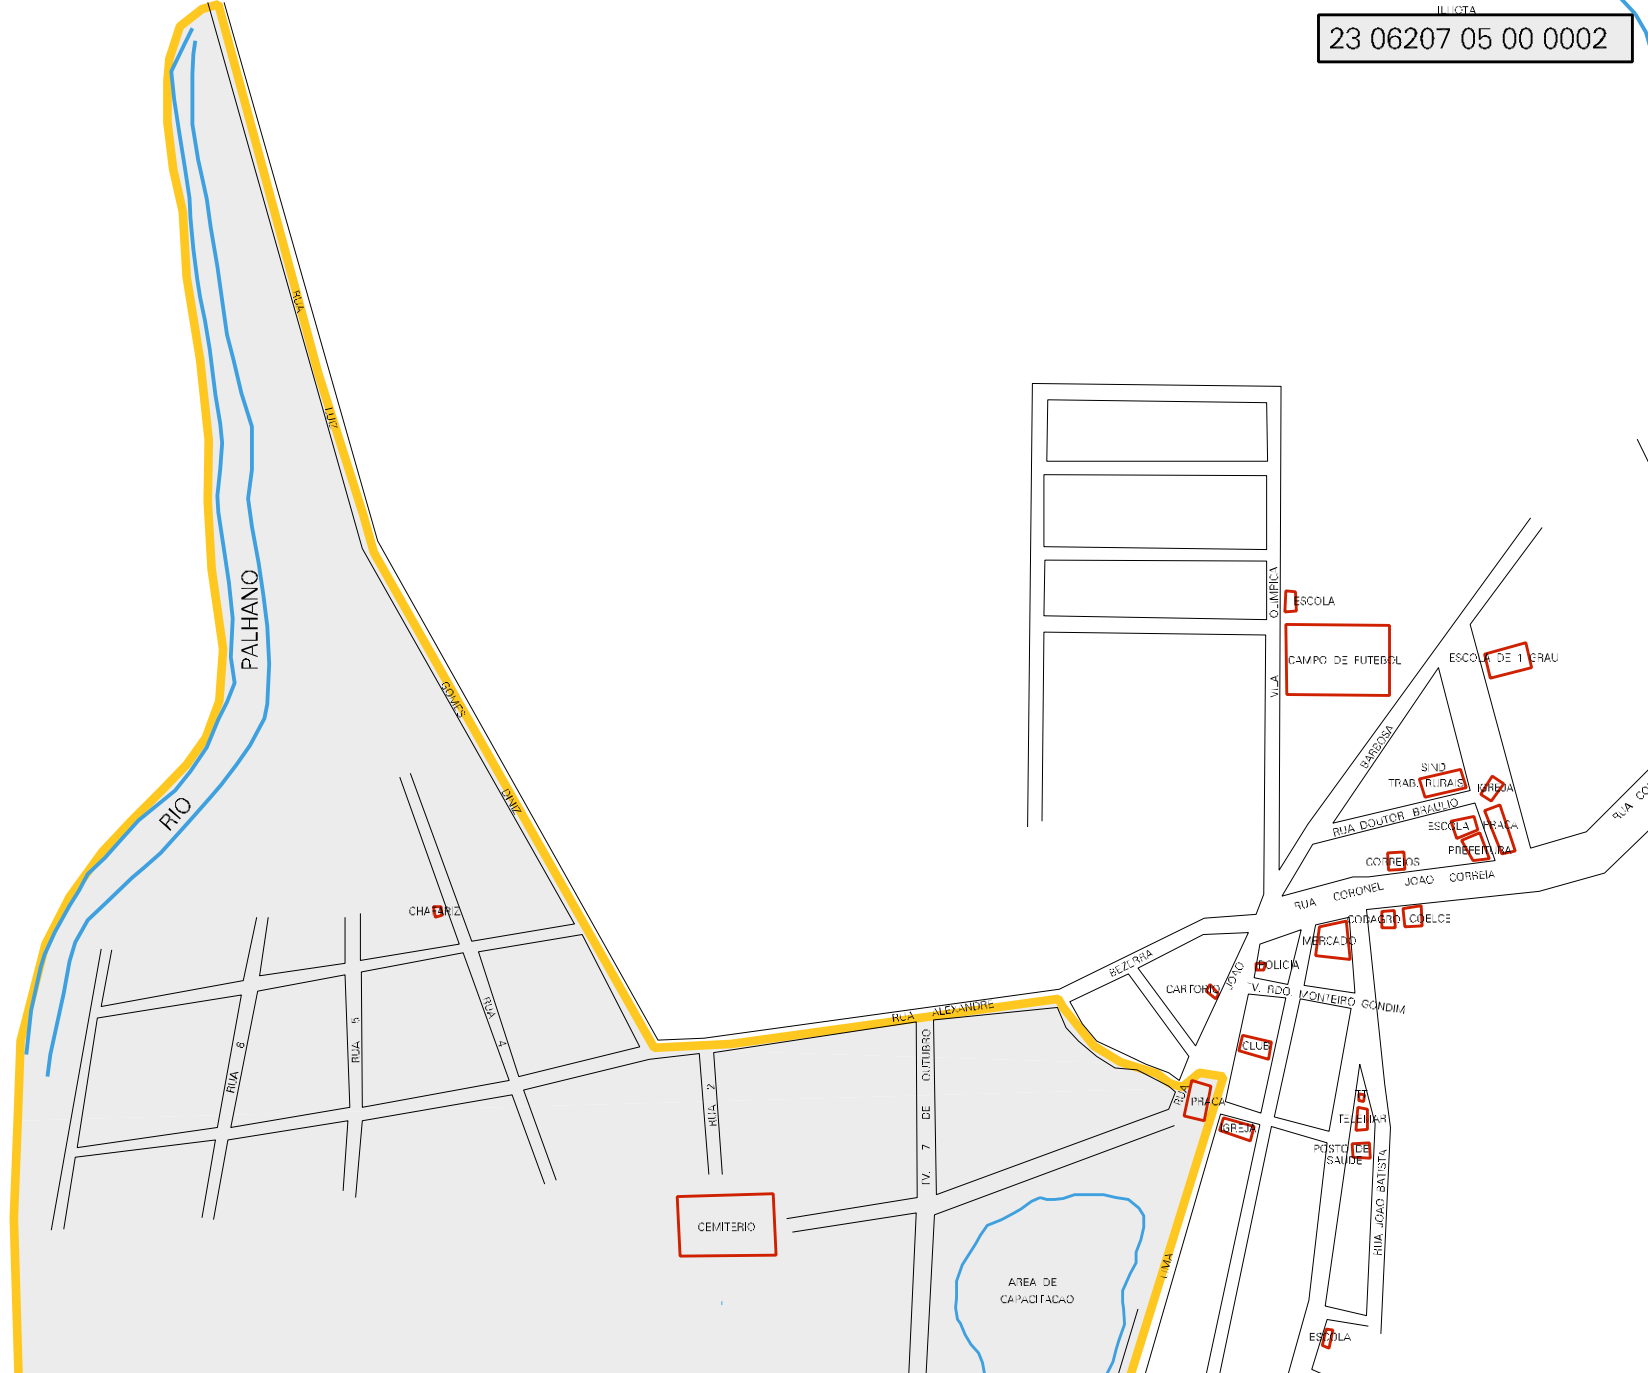 23 06207 05 00 0002
RUA
LUIZ
GOMES
DINIZ
PALHANO
RIO
OLIMPICA
VILA
ESCOLA
CAMPO DE FUTEBOL
ESCOLA DE 1 GRAU
BARBOSA
SIND
TRAB. RURAIS
IGREJA
RUA DOUTOR BRAULIO
ESCOLA
PRACA
PREFEITURA
CORREIOS
RUA CORONEL JOAO CORREIA
RUA CO
CODAGRO
COELCE
MERCADO
CHAFARIZ
BEZERRA
POLICIA
CARTORIO
JOAO
TV. RDO. MONTEIRO GONDIM
RUA ALEXANDRE
RUA 4
RUA 5
RUA 6
RUA 2
TV. 7 DE OUTUBRO
CLUB
RUA
PRACA
IGREJA
H
TELEMAR
POSTO DE
SAUDE
RUA JOAO BATISTA
CEMITERIO
LIMA
AREA DE
CAPACITACAO
ESCOLA